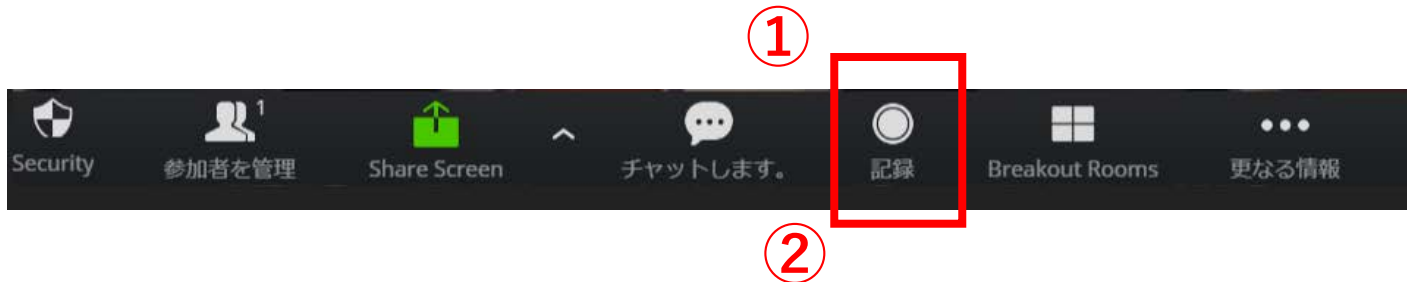 ①
1
Security
参加者を管理
Share Screen
チャットします。
記録
Breakout Rooms
更なる情報
②